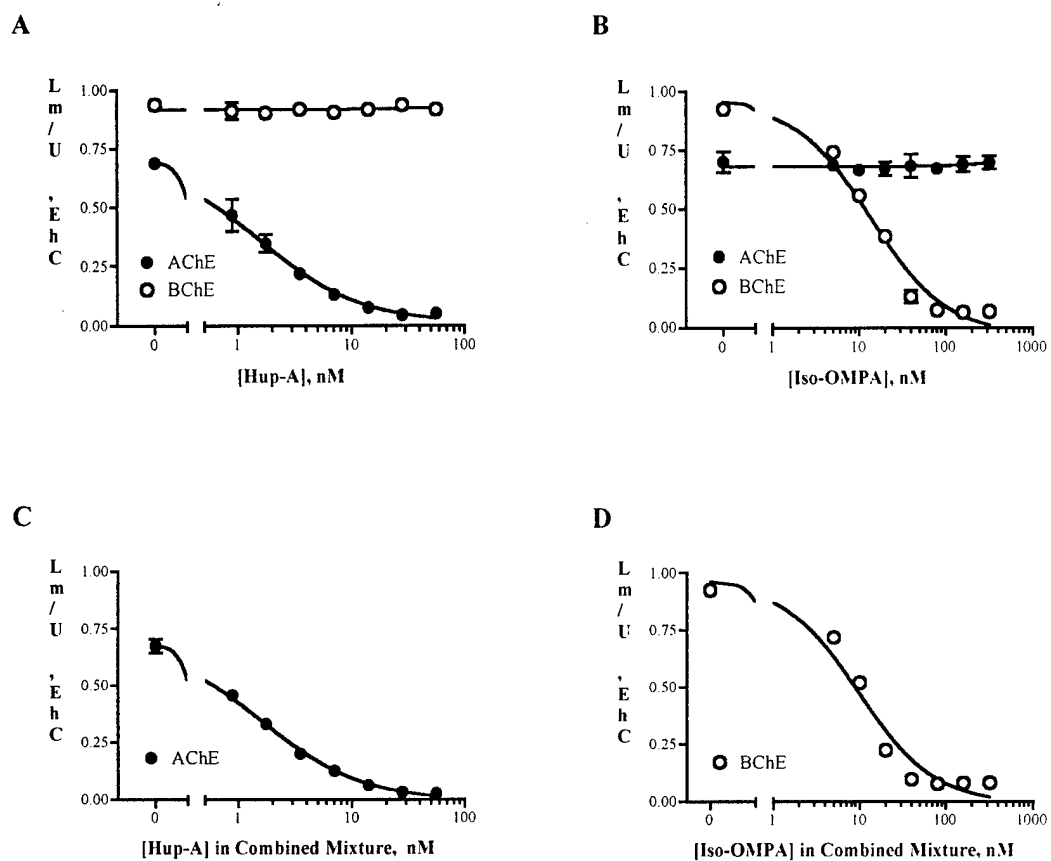 A
L m / U , E h C
1.00
0.75
0.50
0.25
0.00
AChE
BChE
0 1 10 100
[Hup-A], nM
B
L m / U , E h C
1.00
0.75
0.50
0.25
0.00
AChE
BChE
0 1 10 100 1000
[Iso-OMPA], nM
C
L m / U , E h C
1.00
0.75
0.50
0.25
0.00
AChE
0 1 10 100
[Hup-A] in Combined Mixture, nM
D
L m / U , E h C
1.00
0.75
0.50
0.25
0.00
BChE
0 1 10 100 1000
[Iso-OMPA] in Combined Mixture, nM